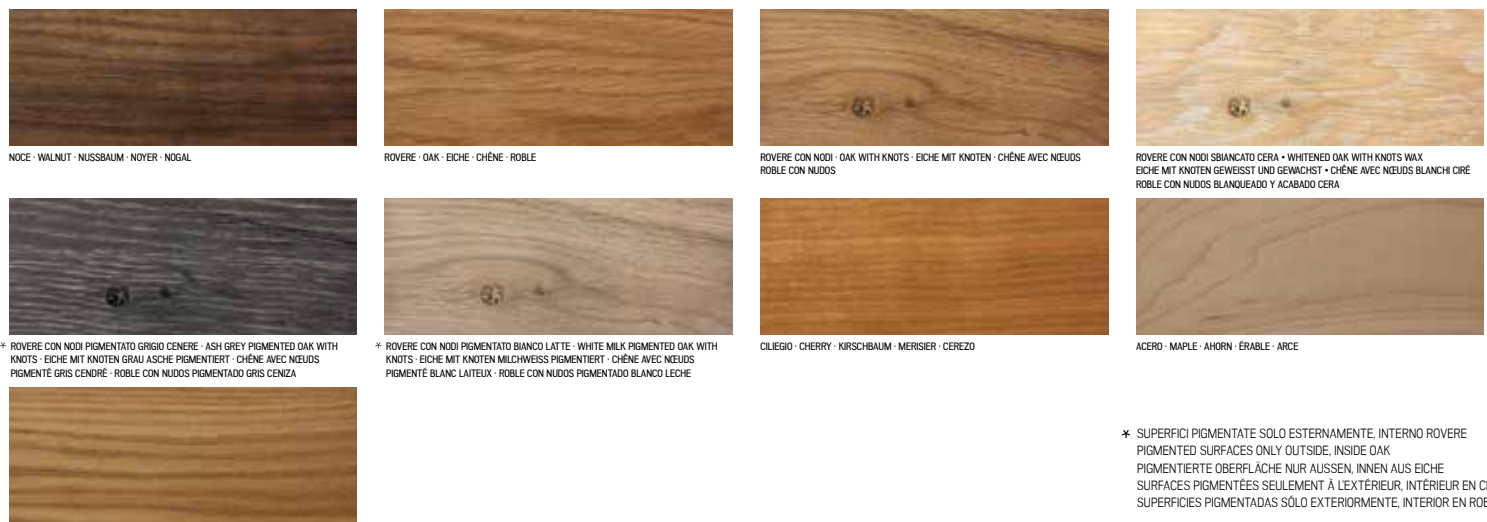 NOCE · WALNUT · NUSSBAUM · NOYER · NOGAL
ROVERE · OAK · EICHE · CHÊNE · ROBLE
ROVERE CON NODI · OAK WITH KNOTS · EICHE MIT KNOTEN · CHÊNE AVEC NŒUDS
ROBLE CON NUDOS
ROVERE CON NODI SBIANCATO CERA • WHITENED OAK WITH KNOTS WAX
EICHE MIT KNOTEN GEWEISST UND GEWACHST • CHÊNE AVEC NŒUDS BLANCHI CIRÉ
ROBLE CON NUDOS BLANQUEADO Y ACABADO CERA
* ROVERE CON NODI PIGMENTATO GRIGIO CENERE · ASH GREY PIGMENTED OAK WITH
KNOTS · EICHE MIT KNOTEN GRAU ASCHE PIGMENTIERT · CHÊNE AVEC NŒUDS
PIGMENTÉ GRIS CENDRÉ · ROBLE CON NUDOS PIGMENTADO GRIS CENIZA
* ROVERE CON NODI PIGMENTATO BIANCO LATTE · WHITE MILK PIGMENTED OAK WITH
KNOTS · EICHE MIT KNOTEN MILCHWEISS PIGMENTIERT · CHÊNE AVEC NŒUDS
PIGMENTÉ BLANC LAITEUX · ROBLE CON NUDOS PIGMENTADO BLANCO LECHE
CILIEGIO · CHERRY · KIRSCHBAUM · MERISIER · CEREZO
ACERO · MAPLE · AHORN · ÉRABLE · ARCE
* SUPERFICI PIGMENTATE SOLO ESTERNAMENTE, INTERNO ROVERE
PIGMENTED SURFACES ONLY OUTSIDE, INSIDE OAK
PIGMENTIERTE OBERFLÄCHE NUR AUSSEN, INNEN AUS EICHE
SURFACES PIGMENTÉES SEULEMENT À L'EXTÉRIEUR, INTÉRIEUR EN
SUPERFICIES PIGMENTADAS SÓLO EXTERIORMENTE, INTERIOR EN